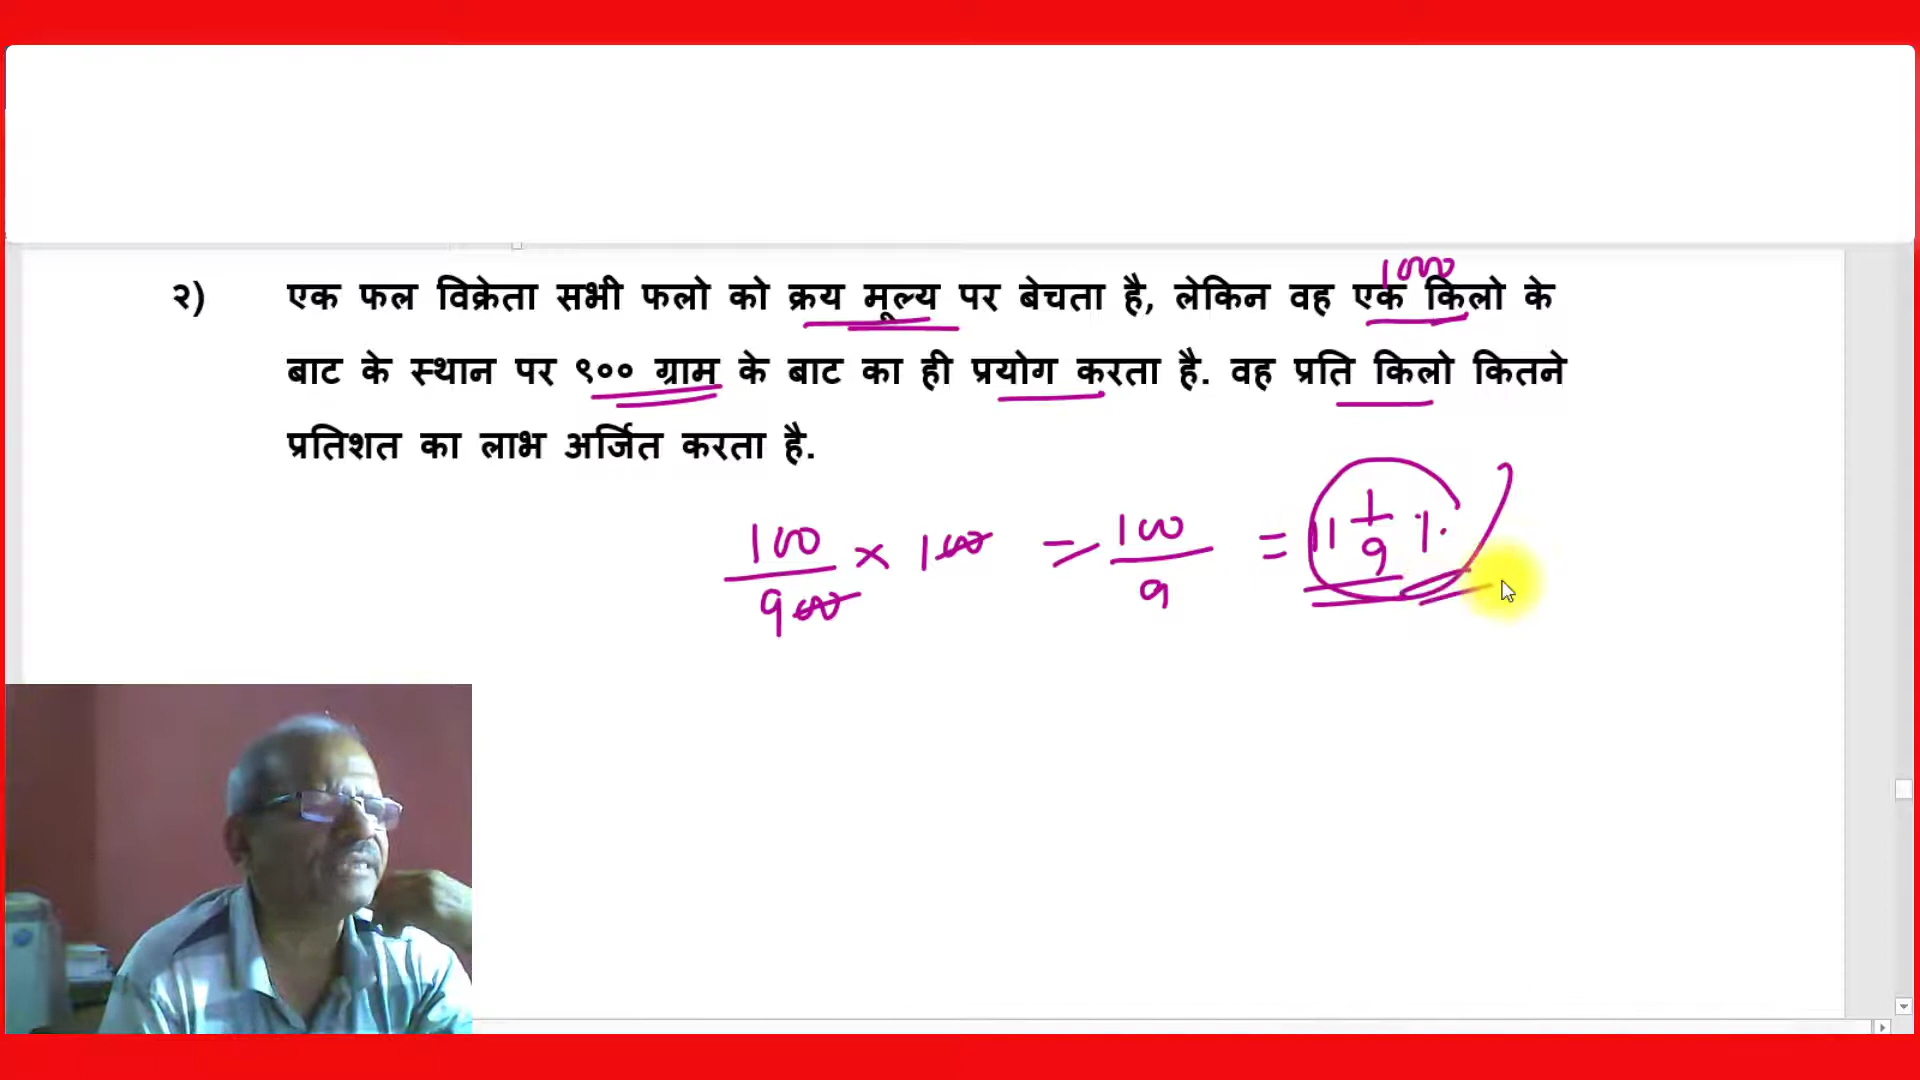 1000
२) एक फल विक्रेता सभी फलो को क्रय मूल्य पर बेचता है, लेकिन वह एक किलो के
बाट के स्थान पर ९०० ग्राम के बाट का ही प्रयोग करता है. वह प्रति किलो कितने
प्रतिशत का लाभ अर्जित करता है.
100/900 × 100 = 100/9 = 11 1/9 %